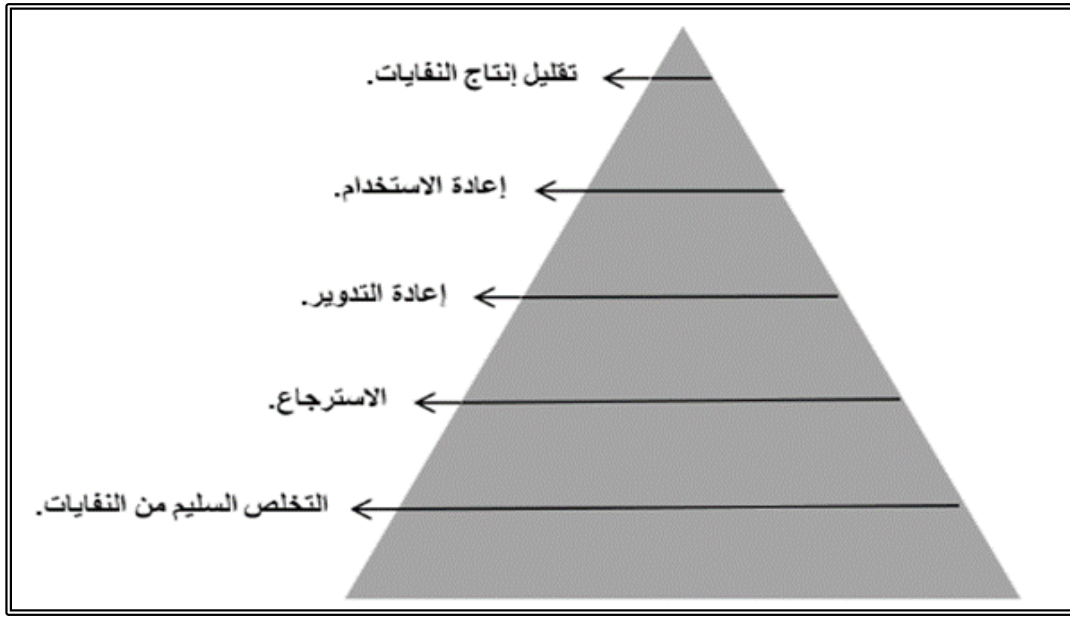 تقليل إنتاج النفايات.
إعادة الاستخدام.
إعادة التدوير.
الاسترجاع.
التخلص السليم من النفايات.